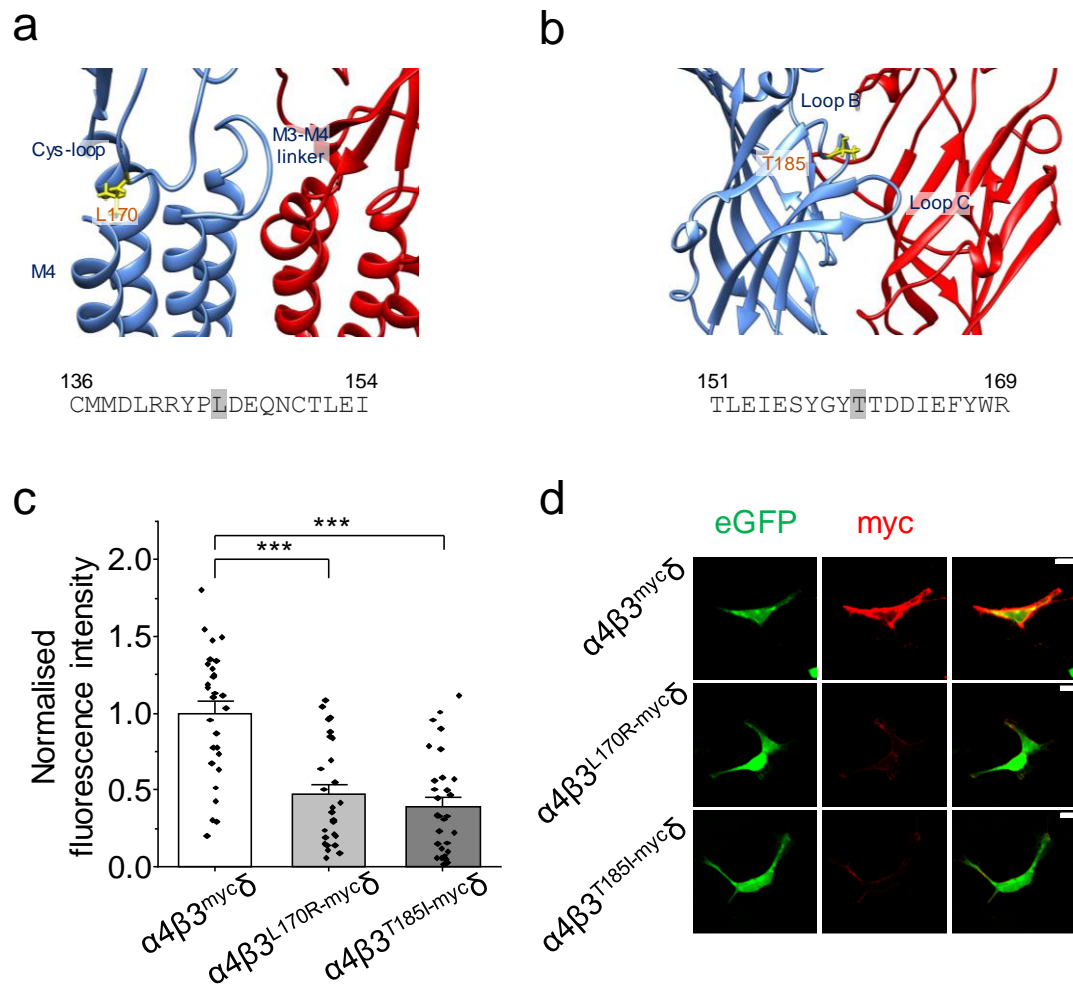 a
Cys-loop
M3-M4
linker
L170
M4
136 154
CMMDLRRYPLDEQNCTLEI
b
Loop B
T185
Loop C
151 169
TLEIESYGYTTDDIEFYWR
c
Normalised
fluorescence intensity
2.0
1.5
1.0
0.5
0.0
***
***
α4β3mycδ
α4β3L170R-mycδ
α4β3T185I-mycδ
d
eGFP myc
α4β3mycδ
α4β3L170R-mycδ
α4β3T185I-mycδ